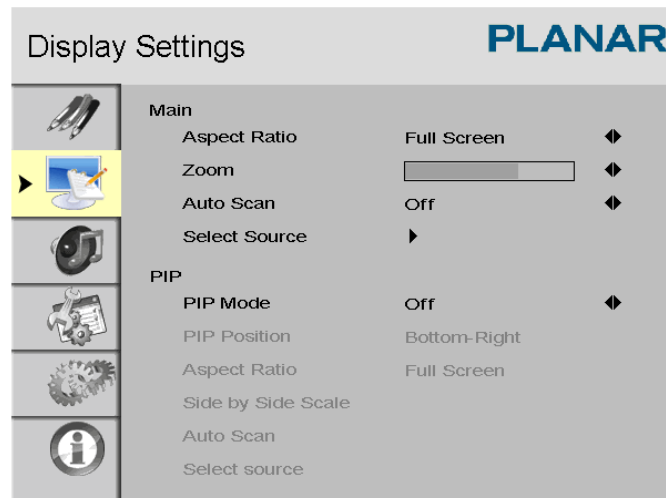 Display Settings PLANAR
Main
Aspect Ratio Full Screen
Zoom
Auto Scan Off
Select Source
PIP
PIP Mode Off
PIP Position Bottom-Right
Aspect Ratio Full Screen
Side by Side Scale
Auto Scan
Select source